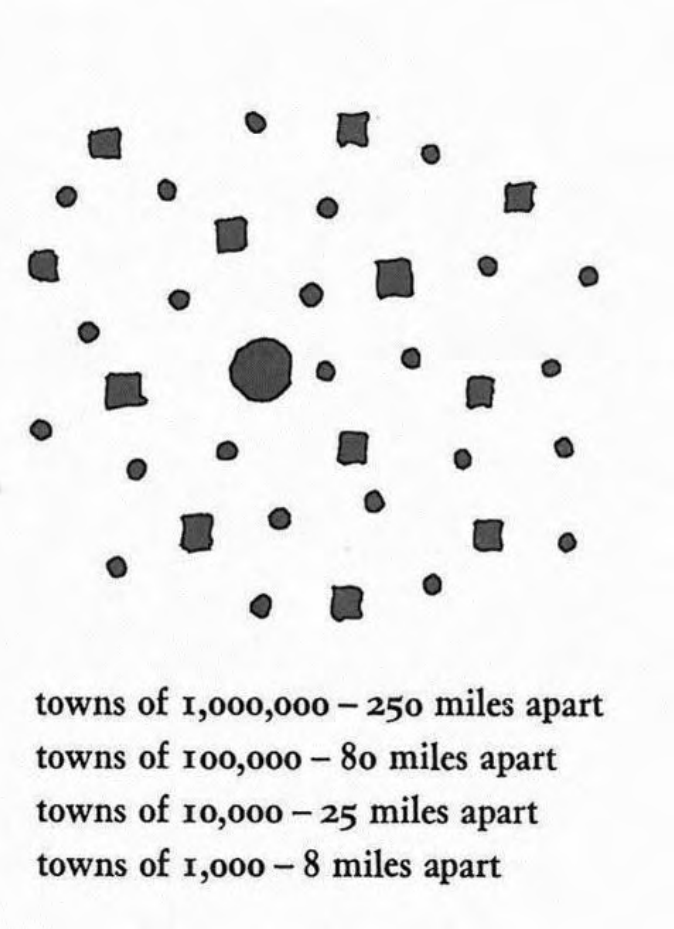 towns of 1,000,000 – 250 miles apart
towns of 100,000 – 80 miles apart
towns of 10,000 – 25 miles apart
towns of 1,000 – 8 miles apart